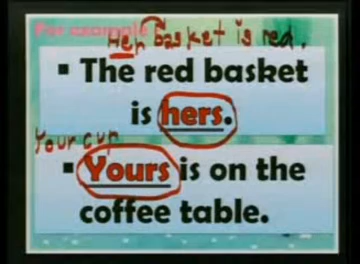 For example
Her basket is red.
▪ The red basket
is hers.
Your cup
▪ Yours is on the
coffee table.